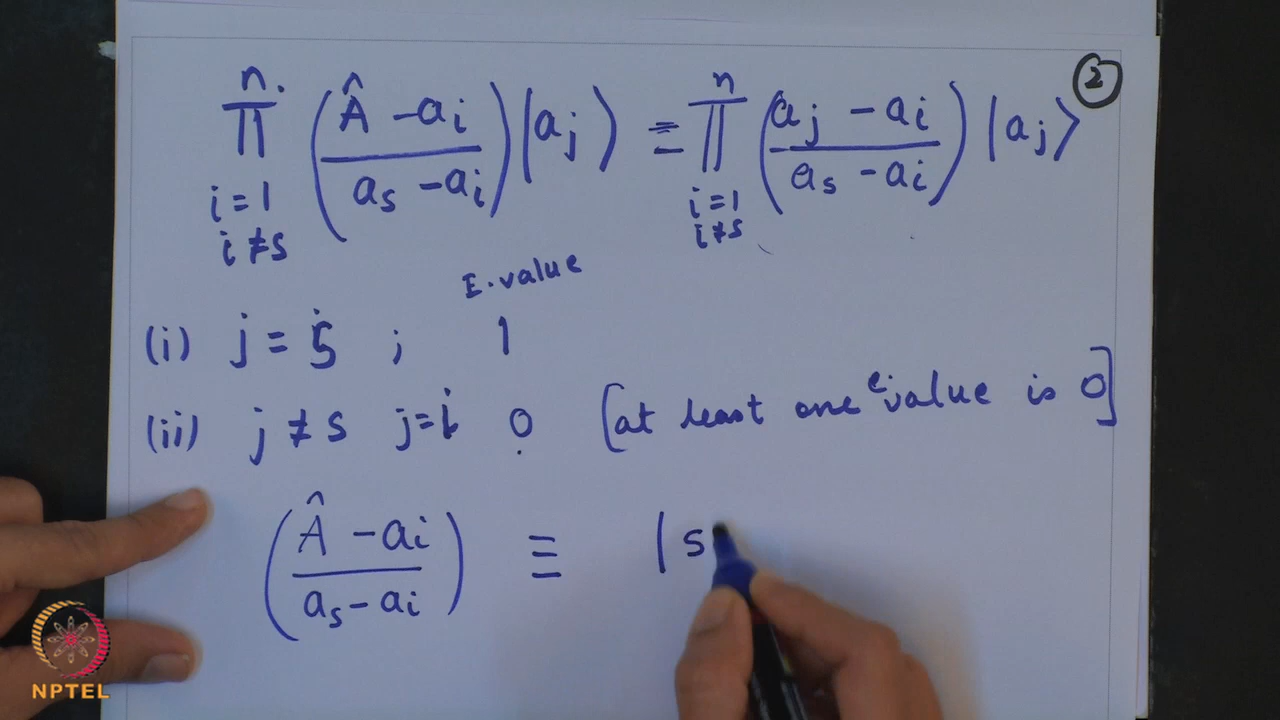 ②
n. ∏ i=1 i≠s ( (Â - a_i) / (a_s - a_i) ) |a_j⟩ = n ∏ i=1 i≠s ( (a_j - a_i) / (a_s - a_i) ) |a_j⟩
E.value
(i) j = s ; 1
(ii) j ≠ s j=i 0 [at least one e.value is 0]
( (Â - a_i) / (a_s - a_i) ) ≡ |s
NPTEL